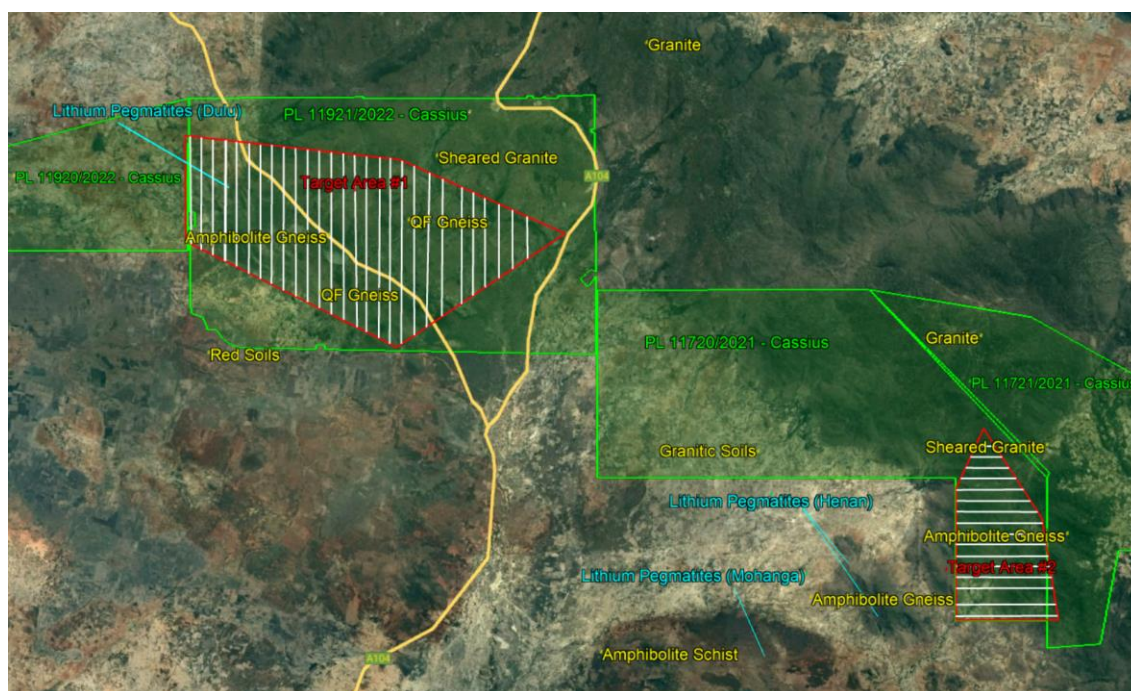 Granite
Lithium Pegmatites (Dulu)
PL 11921/2022 - Cassius
Sheared Granite
PL 11920/2022 - Cassius
Target Area #1
A104
QF Gneiss
Amphibolite Gneiss
QF Gneiss
Red Soils
PL 11720/2021 - Cassius
Granite
PL 11721/2021 - Cassius
Granitic Soils
Sheared Granite
Lithium Pegmatites (Henan)
Amphibolite Gneiss
Target Area #2
Lithium Pegmatites (Mohanga)
Amphibolite Gneiss
Amphibolite Schist
A104